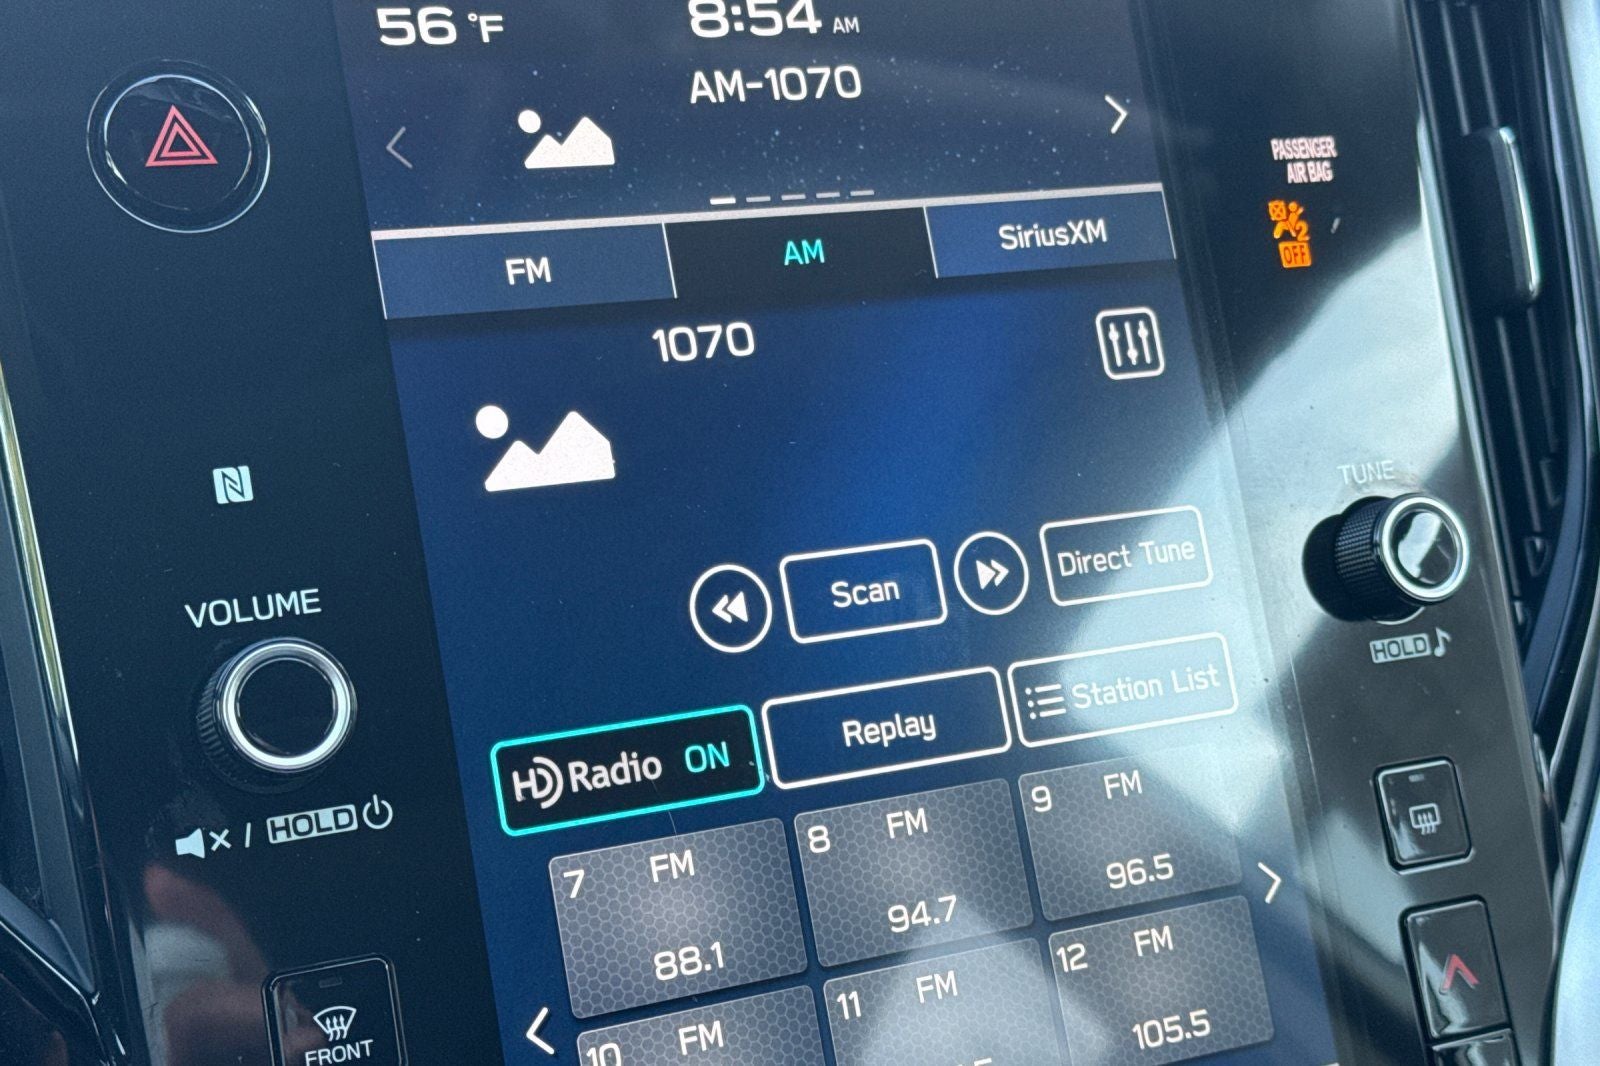 56 °F
8:54 AM
AM-1070
PASSENGER
AIR BAG
2
OFF
FM
AM
SiriusXM
1070
TUNE
HOLD
Scan
Direct Tune
VOLUME
HD Radio ON
Replay
Station List
HOLD
7 FM
88.1
8 FM
94.7
9 FM
96.5
10 FM
11 FM
12 FM
105.5
FRONT